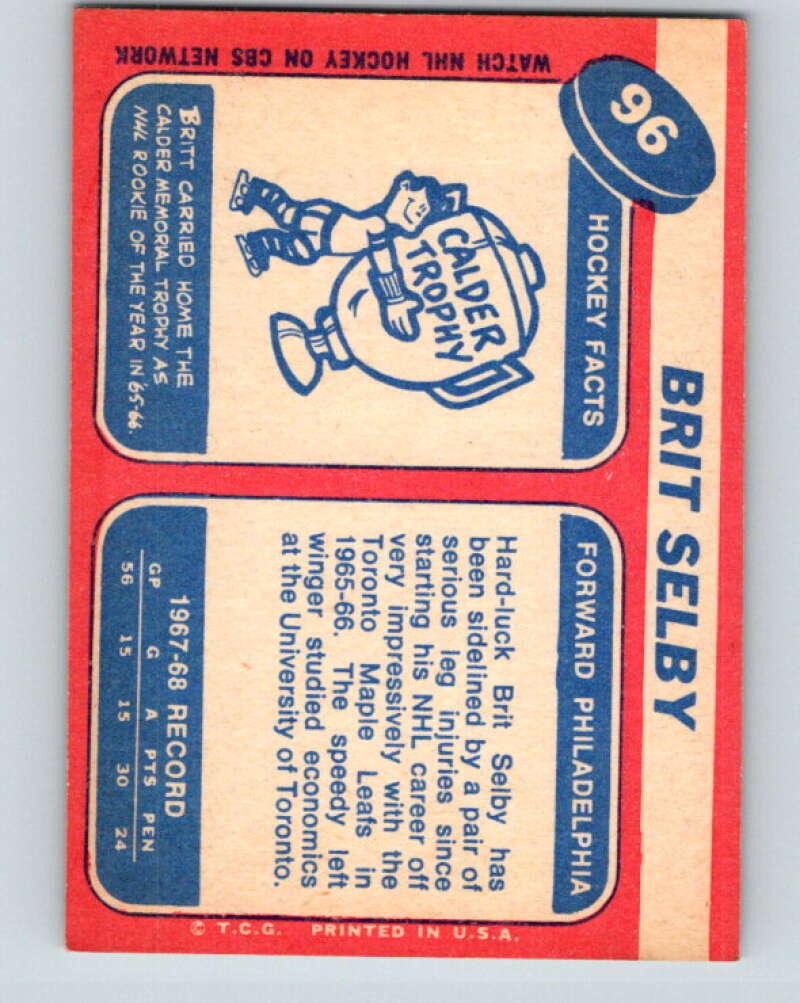 96
BRIT SELBY
WATCH NHL HOCKEY ON CBS NETWORK
HOCKEY FACTS
CALDER
TROPHY
BRITT CARRIED HOME THE
CALDER MEMORIAL TROPHY AS
NHL ROOKIE OF THE YEAR IN '65-66.
FORWARD PHILADELPHIA
Hard-luck Brit Selby has
been sidelined by a pair of
serious leg injuries since
starting his NHL career off
very impressively with the
Toronto Maple Leafs in
1965-66. The speedy left
winger studied economics
at the University of Toronto.
1967-68 RECORD
GP G A PTS PEN
56 15 15 30 24
© T.C.G. PRINTED IN U.S.A.